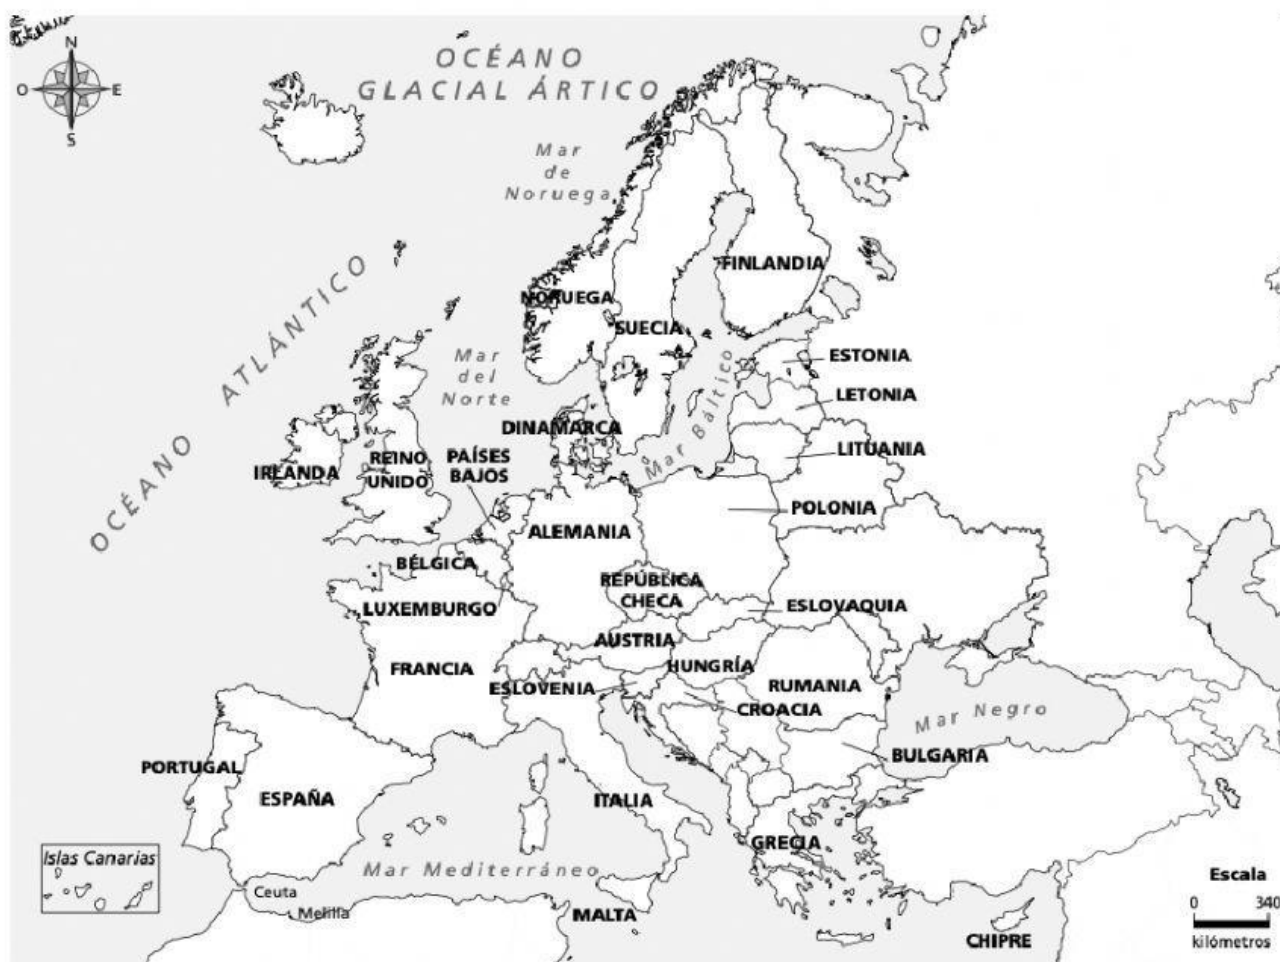 N
O
E
S
OCÉANO
GLACIAL ÁRTICO
Mar
de
Noruega
OCÉANO ATLÁNTICO
FINLANDIA
NORUEGA
SUECIA
Mar
del
Norte
ESTONIA
LETONIA
Mar Báltico
DINAMARCA
LITUANIA
IRLANDA
REINO
UNIDO
PAÍSES
BAJOS
POLONIA
ALEMANIA
BÉLGICA
REPÚBLICA
CHECA
LUXEMBURGO
ESLOVAQUIA
AUSTRIA
FRANCIA
HUNGRÍA
ESLOVENIA
RUMANIA
CROACIA
Mar Negro
BULGARIA
PORTUGAL
ESPAÑA
ITALIA
GRECIA
Islas Canarias
Mar Mediterráneo
Ceuta
Melilla
MALTA
CHIPRE
Escala
0 340
kilómetros